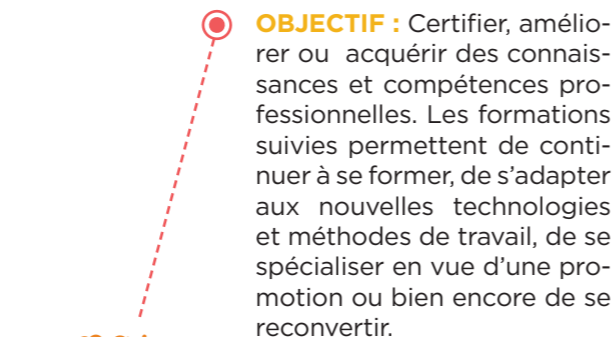 OBJECTIF : Certifier, amélio-
rer ou acquérir des connais-
sances et compétences pro-
fessionnelles. Les formations
suivies permettent de conti-
nuer à se former, de s’adapter
aux nouvelles technologies
et méthodes de travail, de se
spécialiser en vue d’une pro-
motion ou bien encore de se
reconvertir.